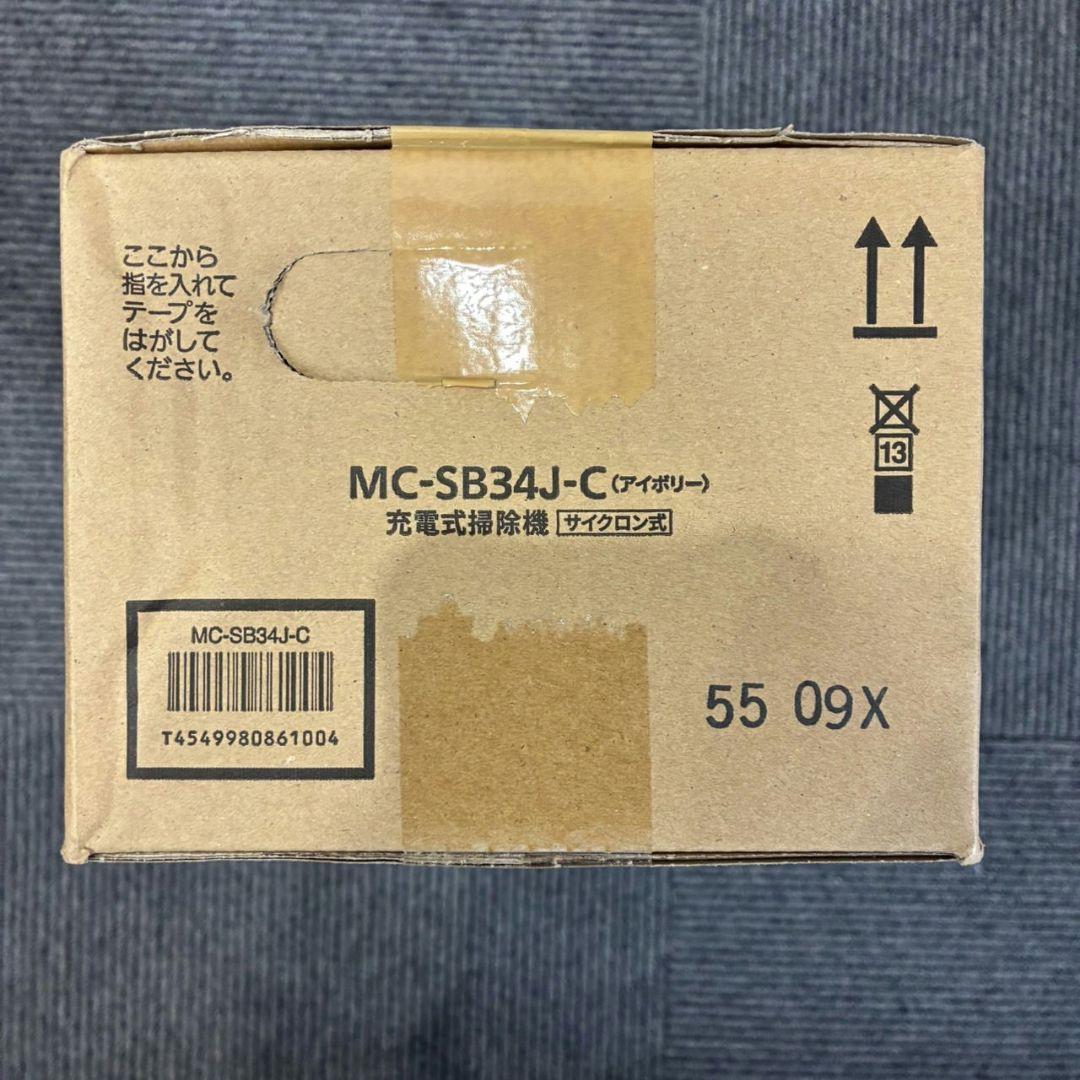 ここから
指を入れて
テープを
はがして
ください。
13
MC-SB34J-C〈アイボリー〉
充電式掃除機 サイクロン式
MC-SB34J-C
T4549980861004
55 09X